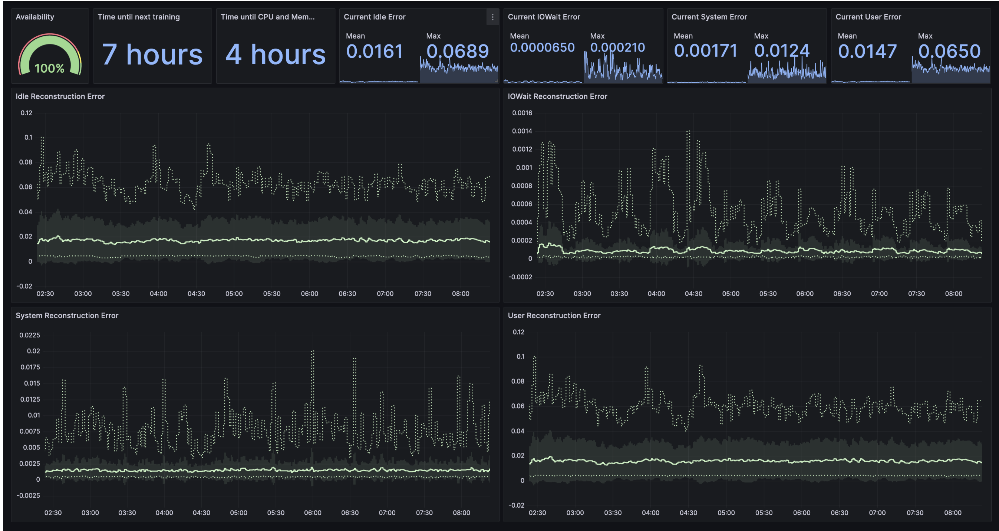 Availability
100%
Time until next training
7 hours
Time until CPU and Mem...
4 hours
Current Idle Error
Mean
0.0161
Max
0.0689
Current IOWait Error
Mean
0.0000650
Max
0.000210
Current System Error
Mean
0.00171
Max
0.0124
Current User Error
Mean
0.0147
Max
0.0650
Idle Reconstruction Error
0.12
0.1
0.08
0.06
0.04
0.02
0
-0.02
02:30 03:00 03:30 04:00 04:30 05:00 05:30 06:00 06:30 07:00 07:30 08:00
IOWait Reconstruction Error
0.0016
0.0014
0.0012
0.001
0.0008
0.0006
0.0004
0.0002
0
-0.0002
02:30 03:00 03:30 04:00 04:30 05:00 05:30 06:00 06:30 07:00 07:30 08:00
System Reconstruction Error
0.0225
0.02
0.0175
0.015
0.0125
0.01
0.0075
0.005
0.0025
0
-0.0025
02:30 03:00 03:30 04:00 04:30 05:00 05:30 06:00 06:30 07:00 07:30 08:00
User Reconstruction Error
0.12
0.1
0.08
0.06
0.04
0.02
0
-0.02
02:30 03:00 03:30 04:00 04:30 05:00 05:30 06:00 06:30 07:00 07:30 08:00